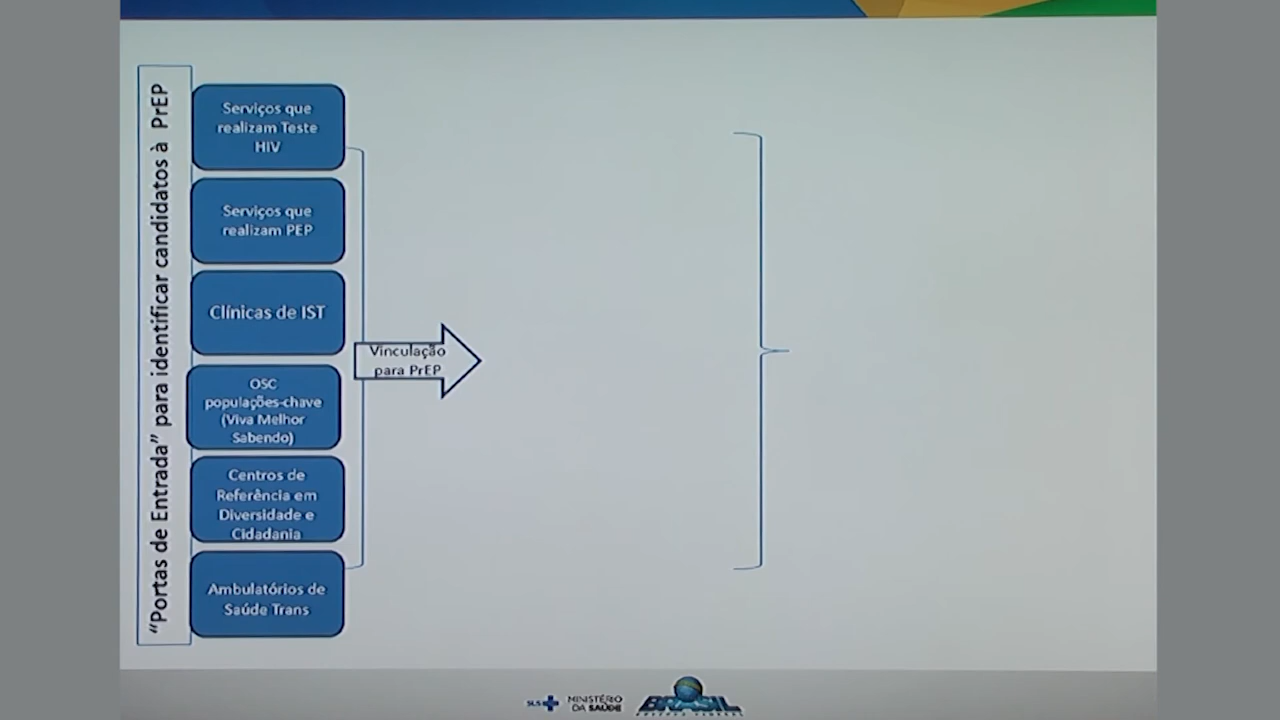 “Portas de Entrada” para identificar candidatos à PrEP
Serviços que
realizam Teste
HIV
Serviços que
realizam PEP
Clínicas de IST
OSC
populações-chave
(Viva Melhor
Sabendo)
Centros de
Referência em
Diversidade e
Cidadania
Ambulatórios de
Saúde Trans
Vinculação
para PrEP
SUS
MINISTÉRIO
DA SAÚDE
BRASIL
GOVERNO FEDERAL